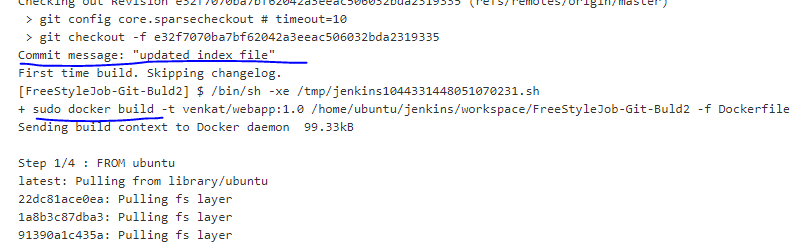 Checking out Revision e32f7070ba7bf62042a3eeac506032bda2319335 (refs/remotes/origin/master)
> git config core.sparsecheckout # timeout=10
> git checkout -f e32f7070ba7bf62042a3eeac506032bda2319335
Commit message: "updated index file"
First time build. Skipping changelog.
[FreeStyleJob-Git-Buld2] $ /bin/sh -xe /tmp/jenkins1044331448051070231.sh
+ sudo docker build -t venkat/webapp:1.0 /home/ubuntu/jenkins/workspace/FreeStyleJob-Git-Buld2 -f Dockerfile
Sending build context to Docker daemon  99.33kB
Step 1/4 : FROM ubuntu
latest: Pulling from library/ubuntu
22dc81ace0ea: Pulling fs layer
1a8b3c87dba3: Pulling fs layer
91390a1c435a: Pulling fs layer